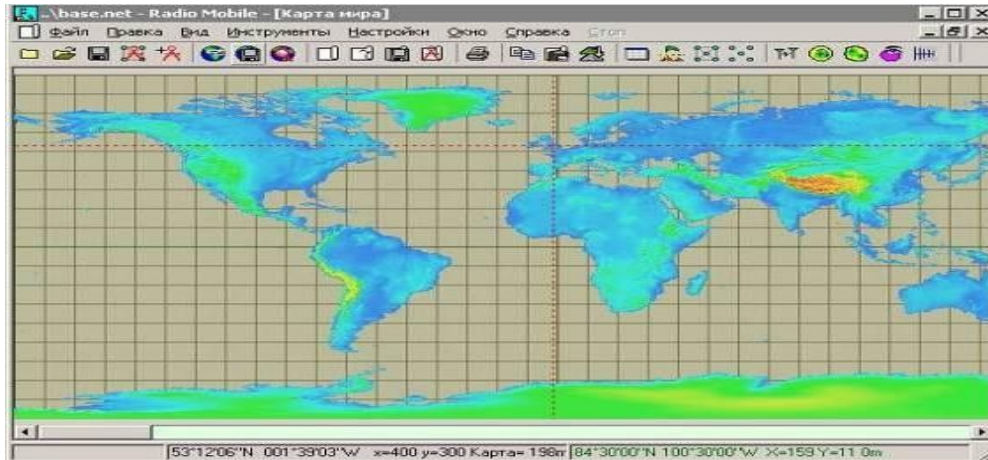 ..\base.net - Radio Mobile - [Карта мира]
Файл Правка Вид Инструменты Настройки Окно Справка Стоп
53°12'06"N 001°39'03"W x=400 y=300 Карта= 198m 84°30'00"N 100°30'00"W X=159 Y=11 0m